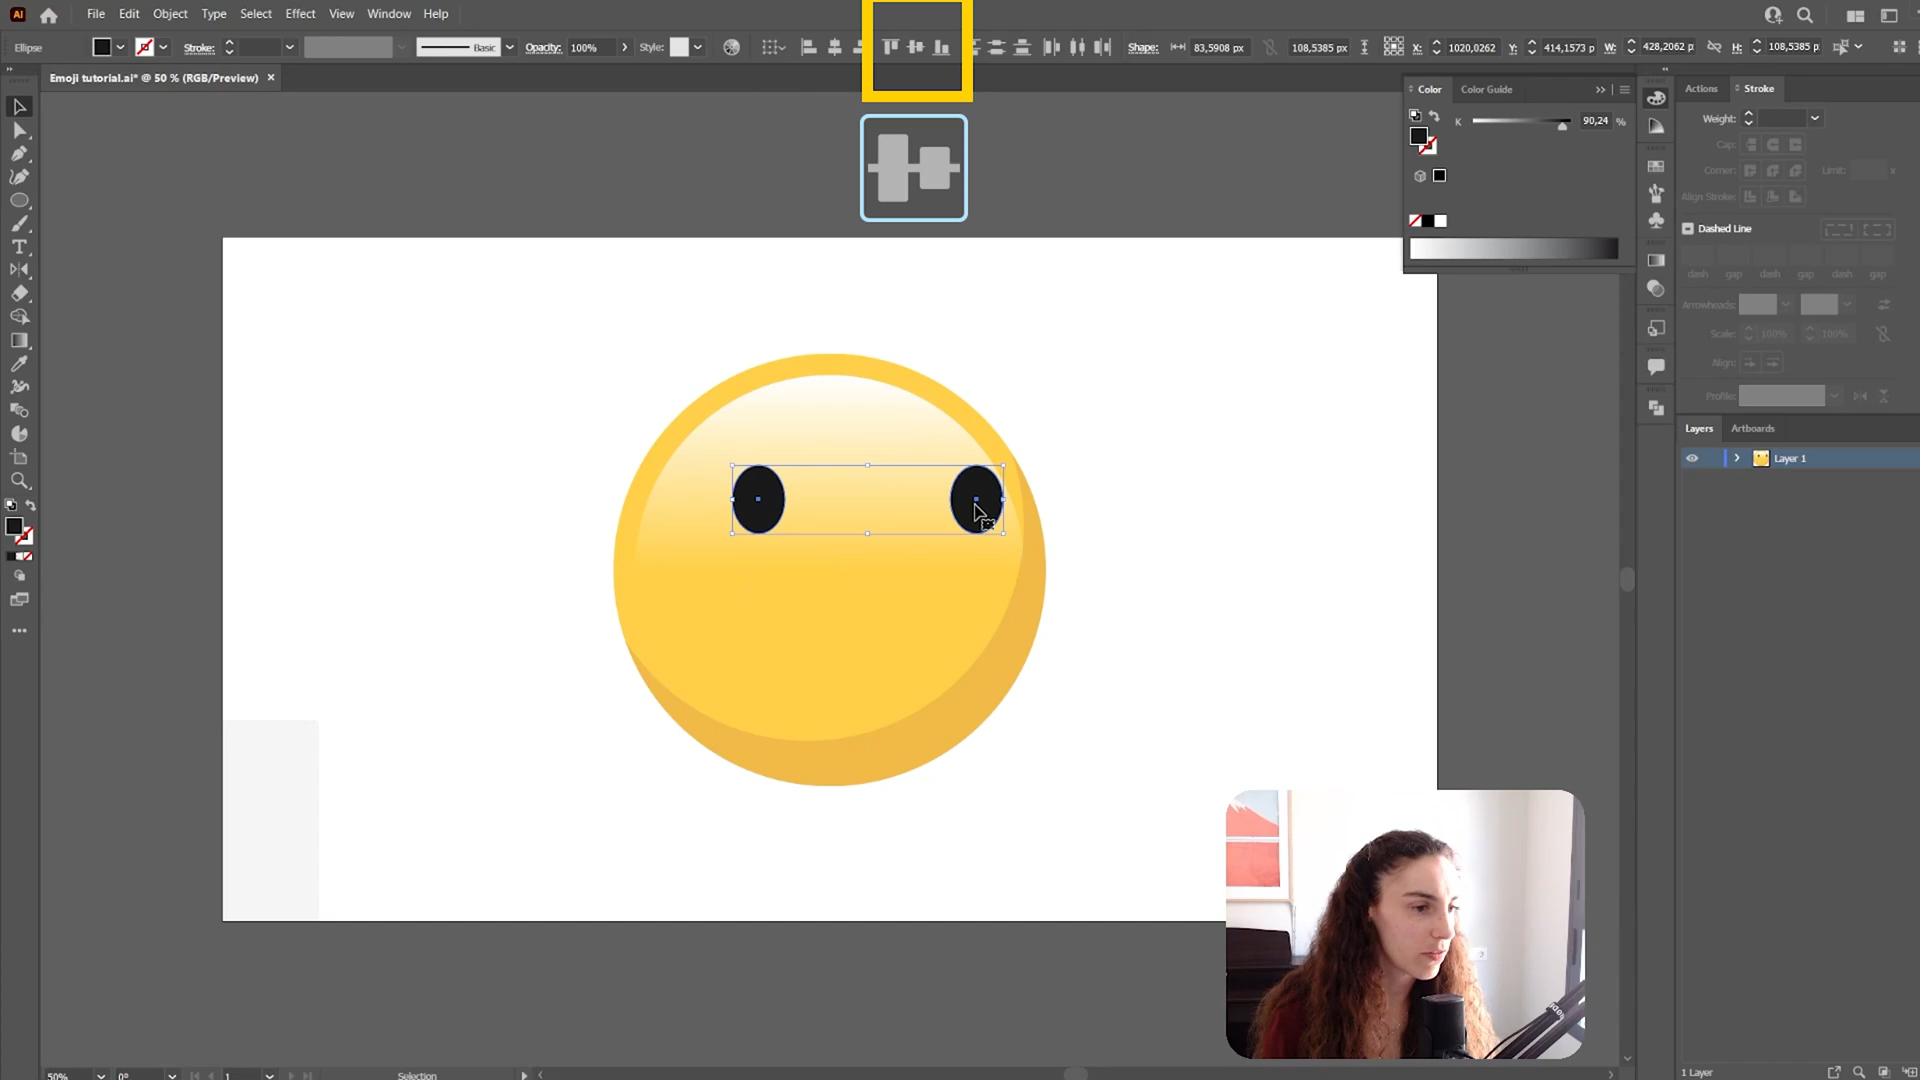 Ai File Edit Object Type Select Effect View Window Help
Ellipse Stroke: Basic Opacity: 100% Style: Shape: 83,5908 px 108,5385 px X: 1020,0262 Y: 414,1573 p W: 428,2062 p H: 108,5385 p
Emoji tutorial.ai* @ 50 % (RGB/Preview) ×
Color Color Guide
K 90,24 %
Actions Stroke
Weight:
Cap:
Corner: Limit: x
Align Stroke:
Dashed Line
dash gap dash gap dash gap
Arrowheads:
Scale: 100% 100%
Align:
Profile:
Layers Artboards
Layer 1
50% 0° 1 Selection
1 Layer